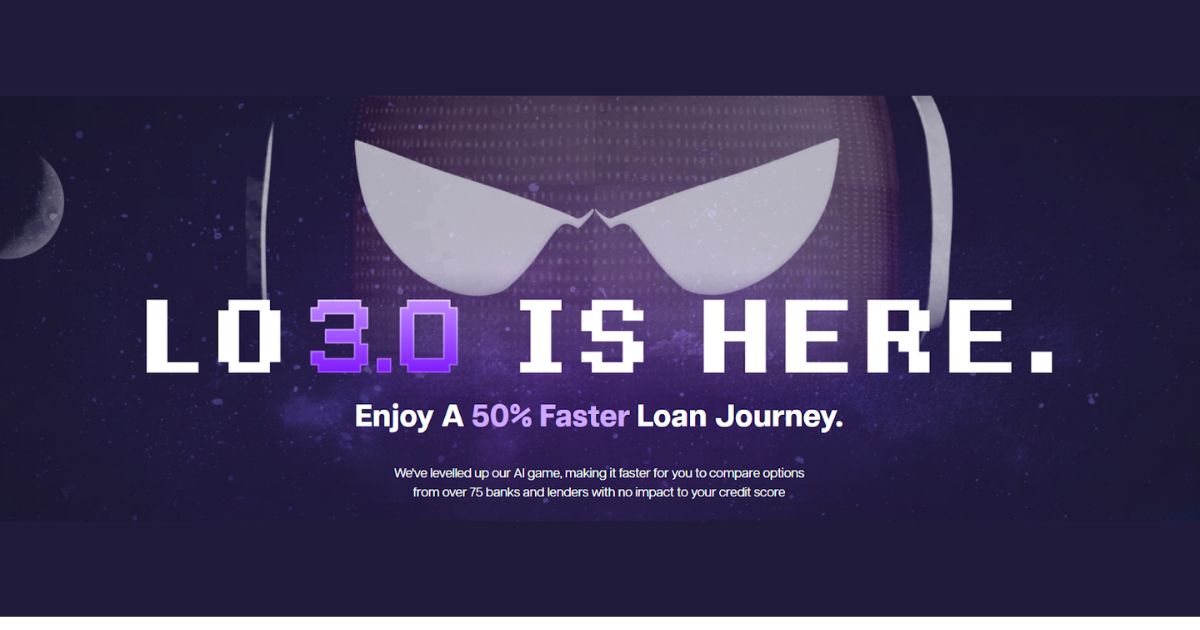 LO 3.0 IS HERE.
Enjoy A 50% Faster Loan Journey.
We've levelled up our AI game, making it faster for you to compare options
from over 75 banks and lenders with no impact to your credit score